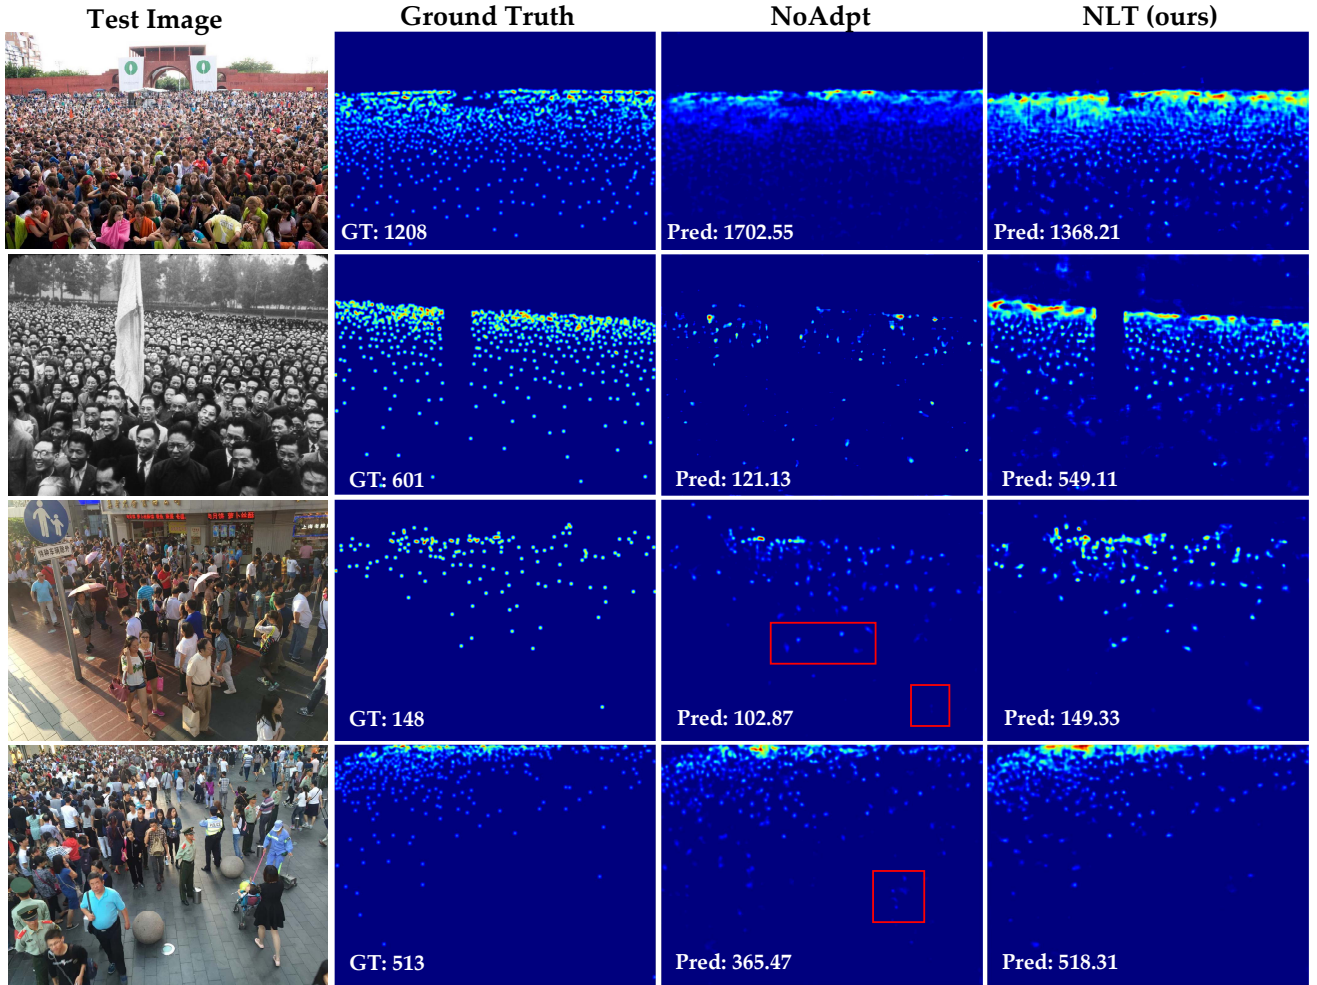 Test Image
Ground Truth
NoAdpt
NLT (ours)
GT: 1208
Pred: 1702.55
Pred: 1368.21
GT: 601
Pred: 121.13
Pred: 549.11
GT: 148
Pred: 102.87
Pred: 149.33
GT: 513
Pred: 365.47
Pred: 518.31